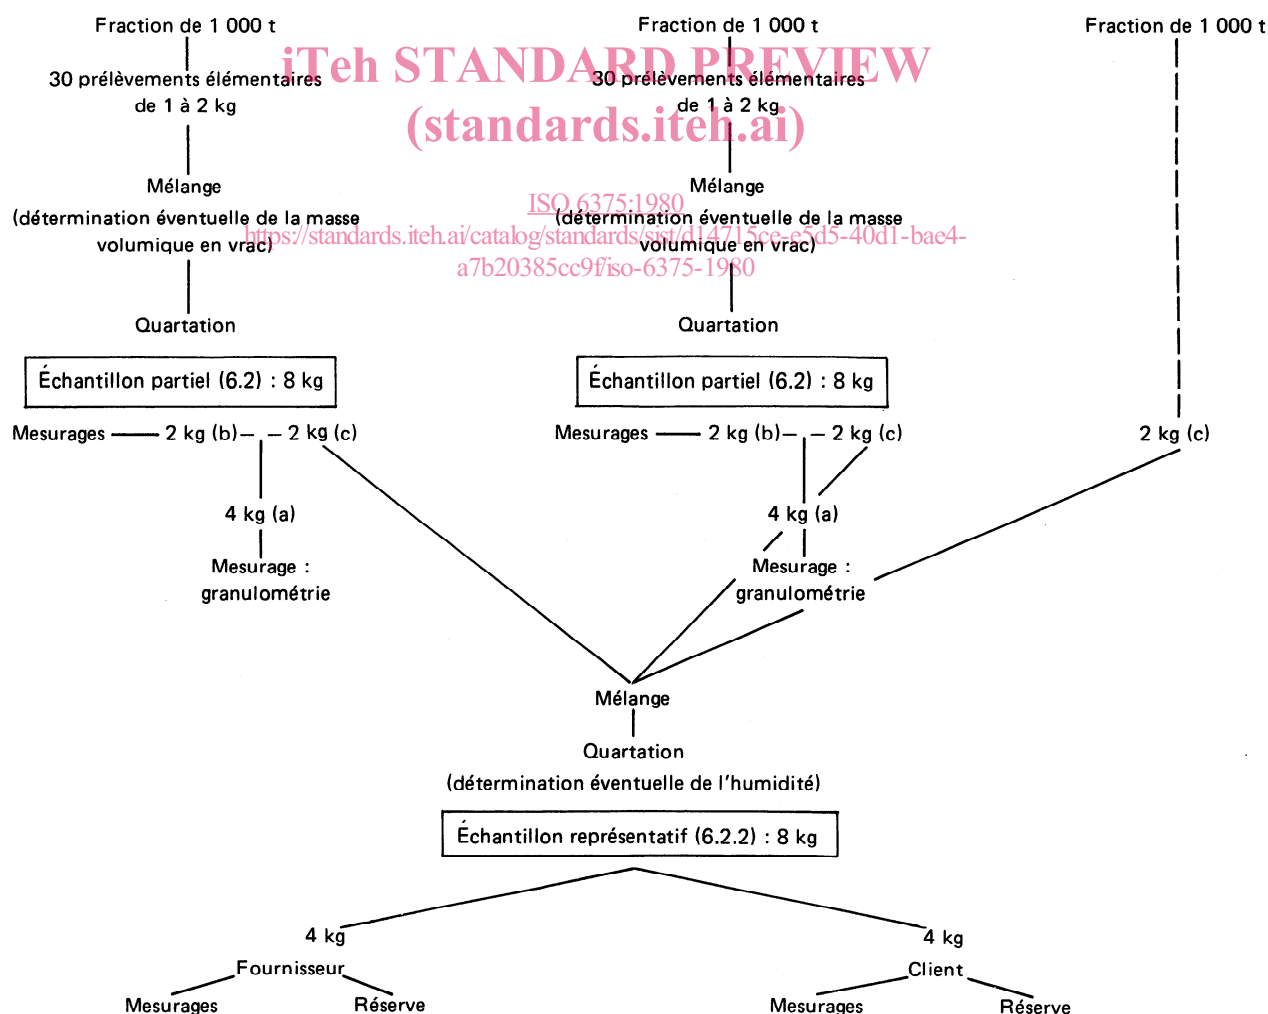 Fraction de 1 000 t
Fraction de 1 000 t
Fraction de 1 000 t
iTeh STANDARD PREVIEW
30 prélèvements élémentaires
de 1 à 2 kg
30 prélèvements élémentaires
de 1 à 2 kg
(standards.iteh.ai)
Mélange
Mélange
ISO 6375:1980
(détermination éventuelle de la masse
volumique en vrac)
(détermination éventuelle de la masse
volumique en vrac)
https://standards.iteh.ai/catalog/standards/sist/d14715ce-e5d5-40d1-bae4-
a7b20385cc9f/iso-6375-1980
Quartation
Quartation
Échantillon partiel (6.2) : 8 kg
Échantillon partiel (6.2) : 8 kg
Mesurages 2 kg (b) 2 kg (c)
Mesurages 2 kg (b) 2 kg (c)
2 kg (c)
4 kg (a)
4 kg (a)
Mesurage :
granulométrie
Mesurage :
granulométrie
Mélange
Quartation
(détermination éventuelle de l'humidité)
Échantillon représentatif (6.2.2) : 8 kg
4 kg
4 kg
Fournisseur
Client
Mesurages
Réserve
Mesurages
Réserve